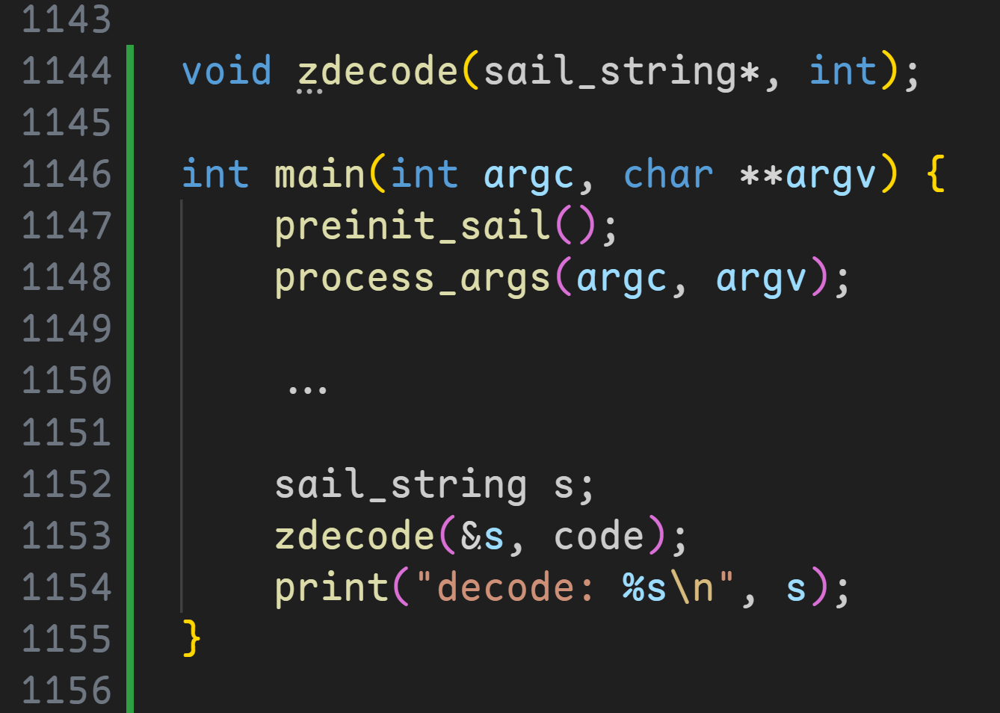 1143
1144 void zdecode(sail_string*, int);
1145
1146 int main(int argc, char **argv) {
1147     preinit_sail();
1148     process_args(argc, argv);
1149
1150     ...
1151
1152     sail_string s;
1153     zdecode(&s, code);
1154     print("decode: %s\n", s);
1155 }
1156